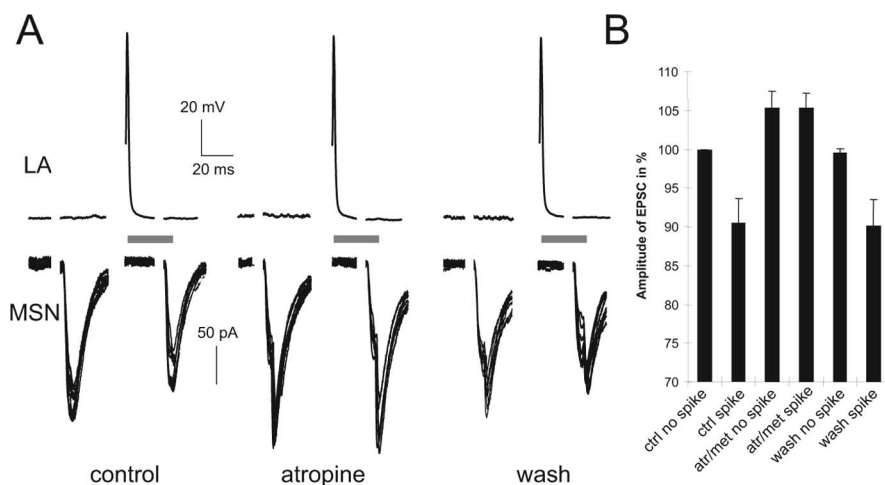 A
B
20 mV
20 ms
LA
MSN
50 pA
control
atropine
wash
Amplitude of EPSC in %
110
105
100
95
90
85
80
75
70
ctrl no spike
ctrl spike
atr/met no spike
atr/met spike
wash no spike
wash spike